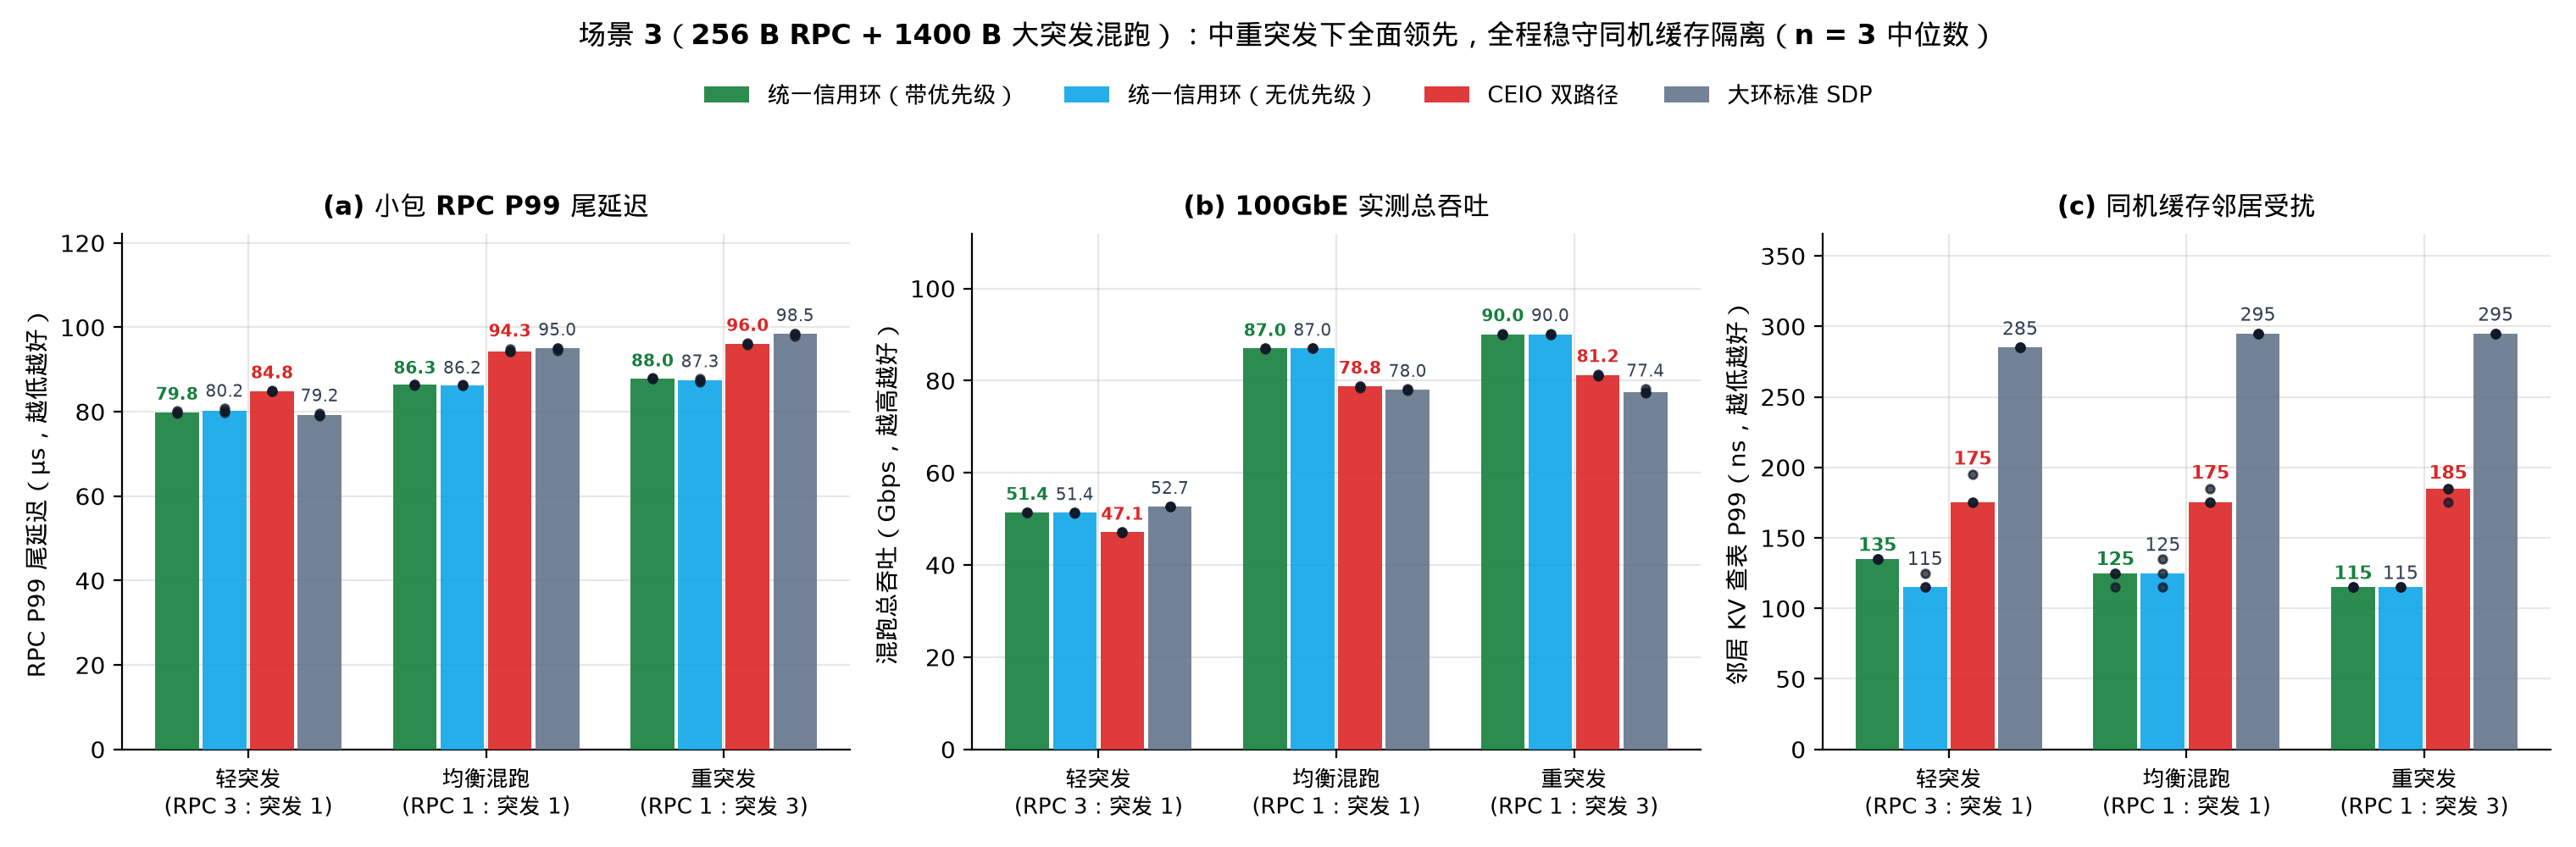 场景 3（256 B RPC + 1400 B 大突发混跑）：中重突发下全面领先，全程稳守同机缓存隔离（n = 3 中位数）
统一信用环（带优先级）
统一信用环（无优先级）
CEIO 双路径
大环标准 SDP
(a) 小包 RPC P99 尾延迟
RPC P99 尾延迟（µs，越低越好）
120
100
80
60
40
20
0
79.8
80.2
84.8
79.2
86.3
86.2
94.3
95.0
88.0
87.3
96.0
98.5
轻突发
(RPC 3 : 突发 1)
均衡混跑
(RPC 1 : 突发 1)
重突发
(RPC 1 : 突发 3)
(b) 100GbE 实测总吞吐
混跑总吞吐（Gbps，越高越好）
100
80
60
40
20
0
51.4
51.4
47.1
52.7
87.0
87.0
78.8
78.0
90.0
90.0
81.2
77.4
轻突发
(RPC 3 : 突发 1)
均衡混跑
(RPC 1 : 突发 1)
重突发
(RPC 1 : 突发 3)
(c) 同机缓存邻居受扰
邻居 KV 查表 P99（ns，越低越好）
350
300
250
200
150
100
50
0
135
115
175
285
125
125
175
295
115
115
185
295
轻突发
(RPC 3 : 突发 1)
均衡混跑
(RPC 1 : 突发 1)
重突发
(RPC 1 : 突发 3)